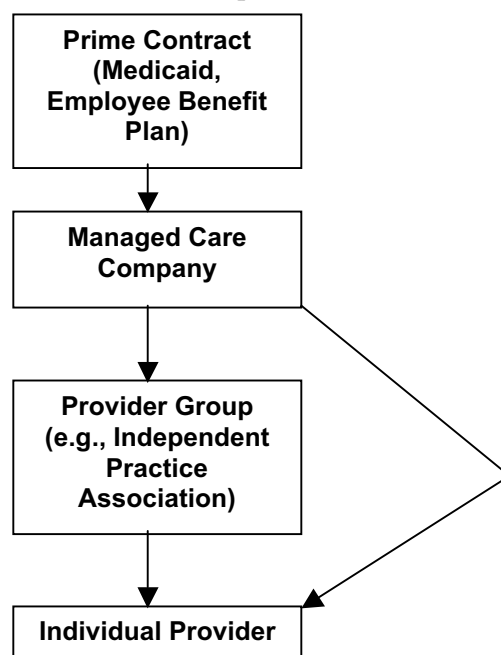 Prime Contract
(Medicaid,
Employee Benefit
Plan)
Managed Care
Company
Provider Group
(e.g., Independent
Practice
Association)
Individual Provider